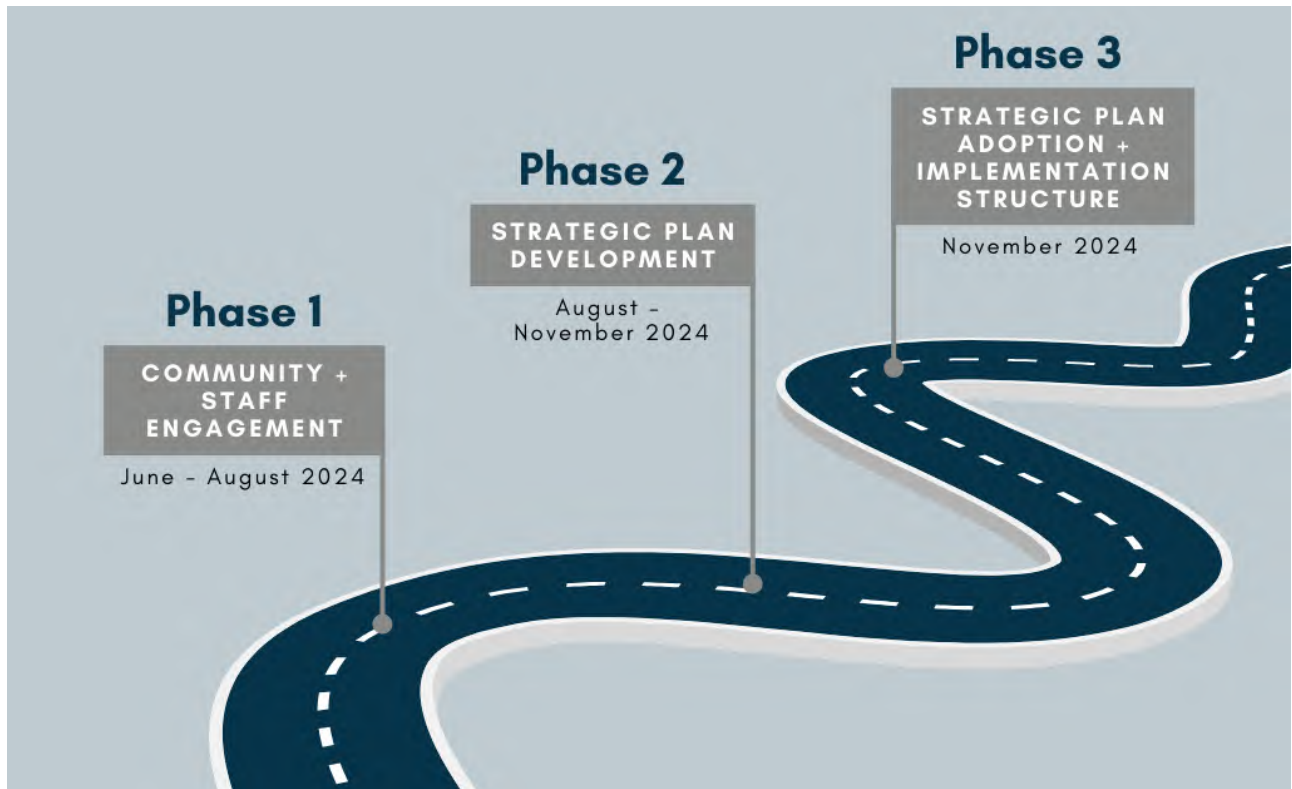 Phase 1
COMMUNITY +
STAFF
ENGAGEMENT
June - August 2024
Phase 2
STRATEGIC PLAN
DEVELOPMENT
August -
November 2024
Phase 3
STRATEGIC PLAN
ADOPTION +
IMPLEMENTATION
STRUCTURE
November 2024